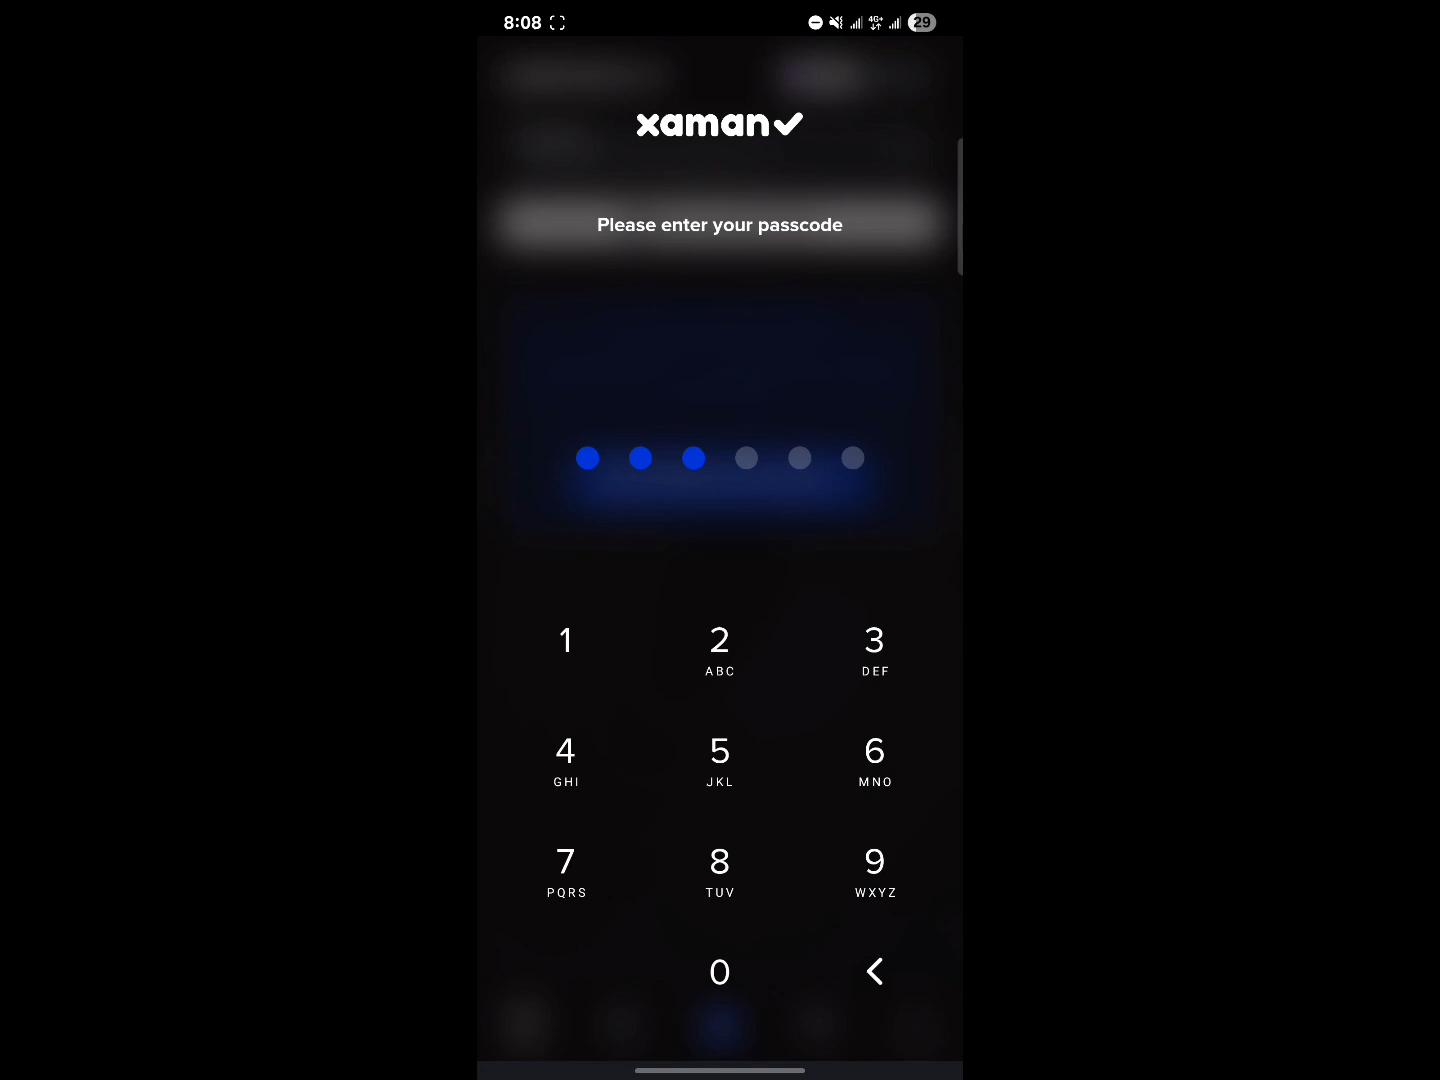 8:08 4G+ 29
xaman
Please enter your passcode
1 2 3
ABC DEF
4 5 6
GHI JKL MNO
7 8 9
PQRS TUV WXYZ
0